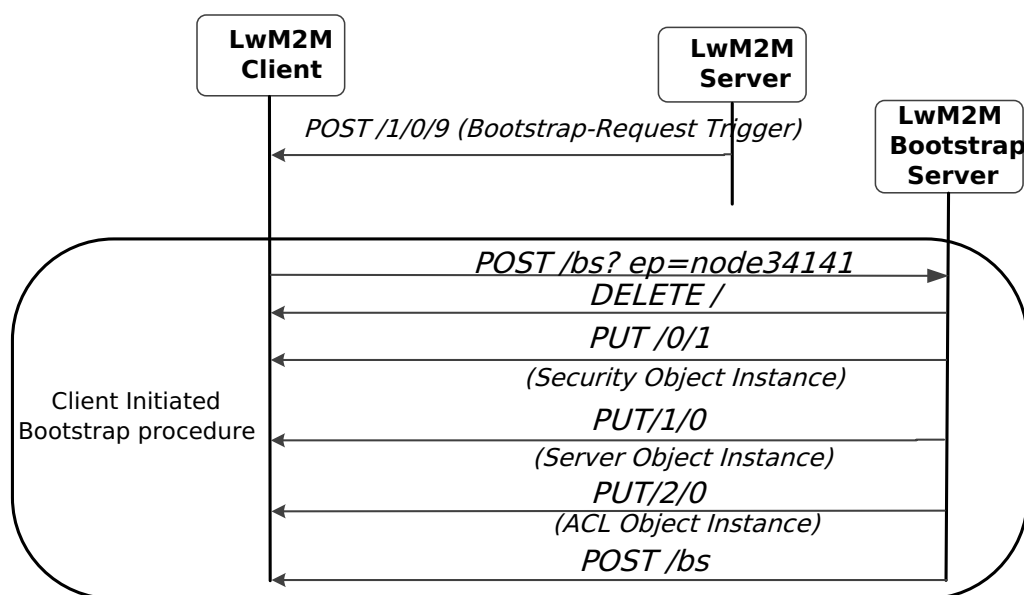 LwM2M
Client
LwM2M
Server
LwM2M
Bootstrap
Server
POST /1/0/9 (Bootstrap-Request Trigger)
POST /bs? ep=node34141
DELETE /
PUT /0/1
(Security Object Instance)
Client Initiated
Bootstrap procedure
PUT/1/0
(Server Object Instance)
PUT/2/0
(ACL Object Instance)
POST /bs